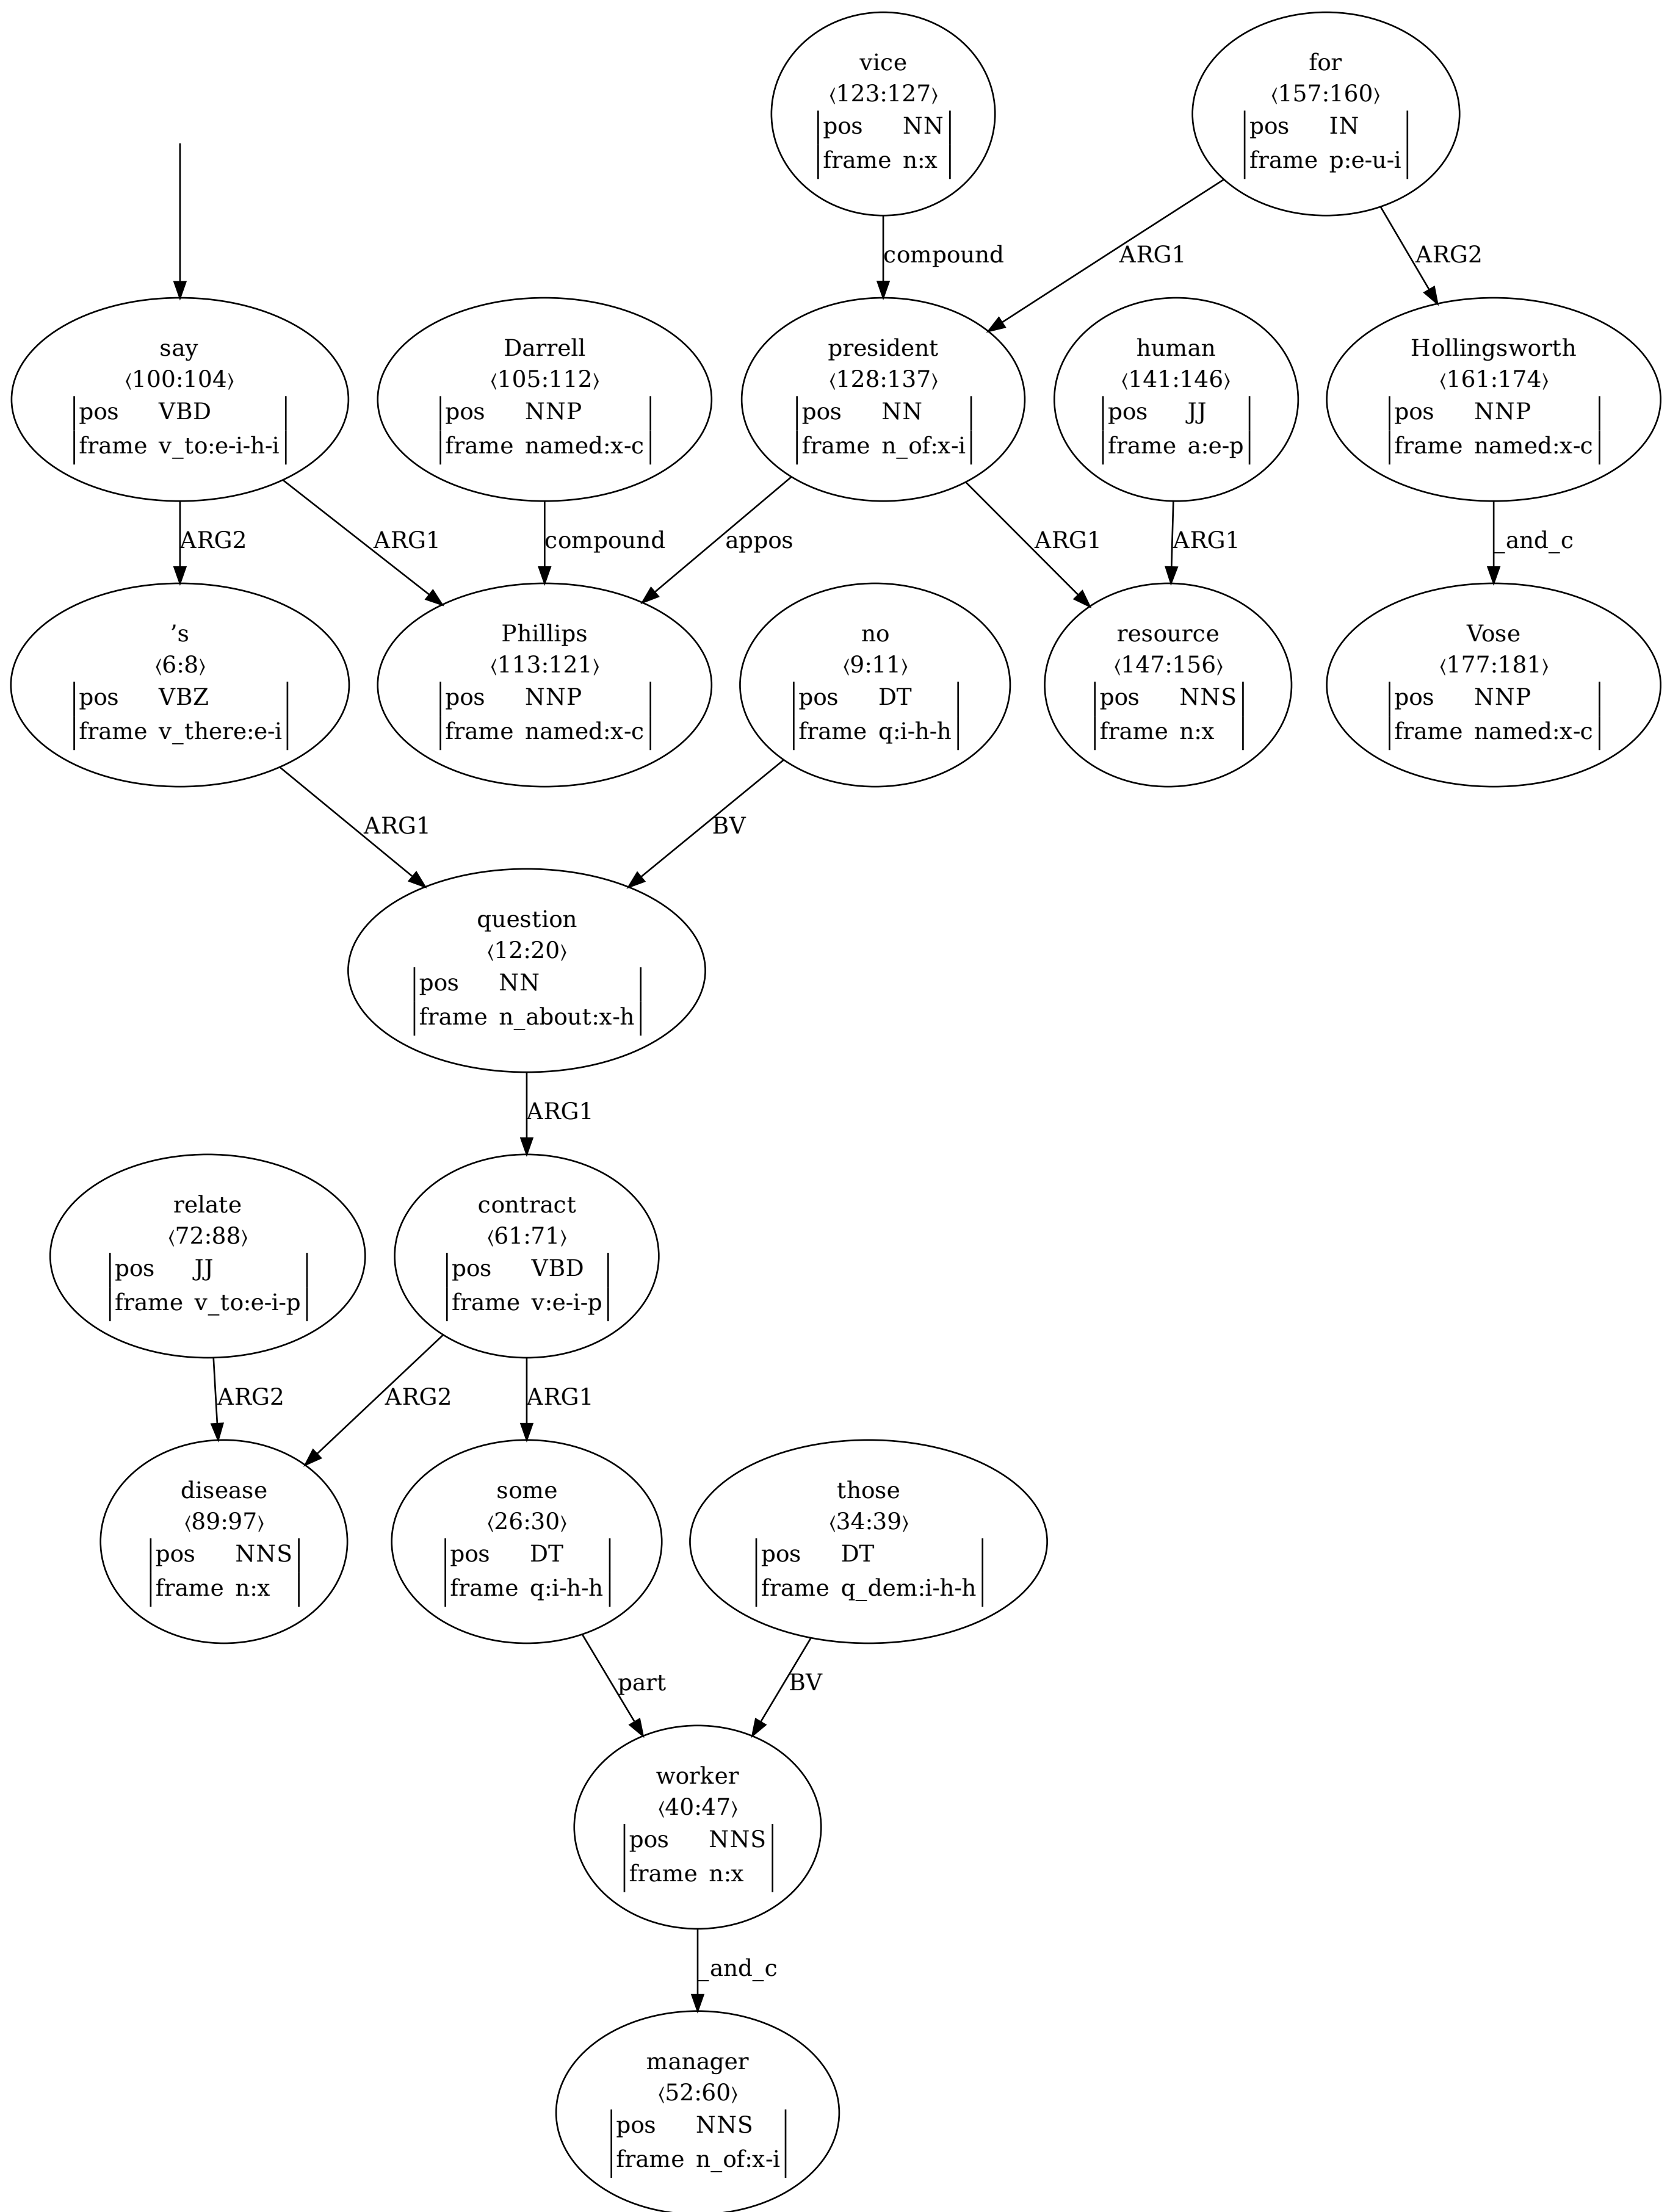 vice
⟨123:127⟩
pos NN
frame n:x
for
⟨157:160⟩
pos IN
frame p:e-u-i
compound
ARG1
ARG2
say
⟨100:104⟩
pos VBD
frame v_to:e-i-h-i
Darrell
⟨105:112⟩
pos NNP
frame named:x-c
president
⟨128:137⟩
pos NN
frame n_of:x-i
human
⟨141:146⟩
pos JJ
frame a:e-p
Hollingsworth
⟨161:174⟩
pos NNP
frame named:x-c
ARG2
ARG1
compound
appos
ARG1
ARG1
_and_c
’s
⟨6:8⟩
pos VBZ
frame v_there:e-i
Phillips
⟨113:121⟩
pos NNP
frame named:x-c
no
⟨9:11⟩
pos DT
frame q:i-h-h
resource
⟨147:156⟩
pos NNS
frame n:x
Vose
⟨177:181⟩
pos NNP
frame named:x-c
ARG1
BV
question
⟨12:20⟩
pos NN
frame n_about:x-h
ARG1
relate
⟨72:88⟩
pos JJ
frame v_to:e-i-p
contract
⟨61:71⟩
pos VBD
frame v:e-i-p
ARG2
ARG2
ARG1
disease
⟨89:97⟩
pos NNS
frame n:x
some
⟨26:30⟩
pos DT
frame q:i-h-h
those
⟨34:39⟩
pos DT
frame q_dem:i-h-h
part
BV
worker
⟨40:47⟩
pos NNS
frame n:x
_and_c
manager
⟨52:60⟩
pos NNS
frame n_of:x-i